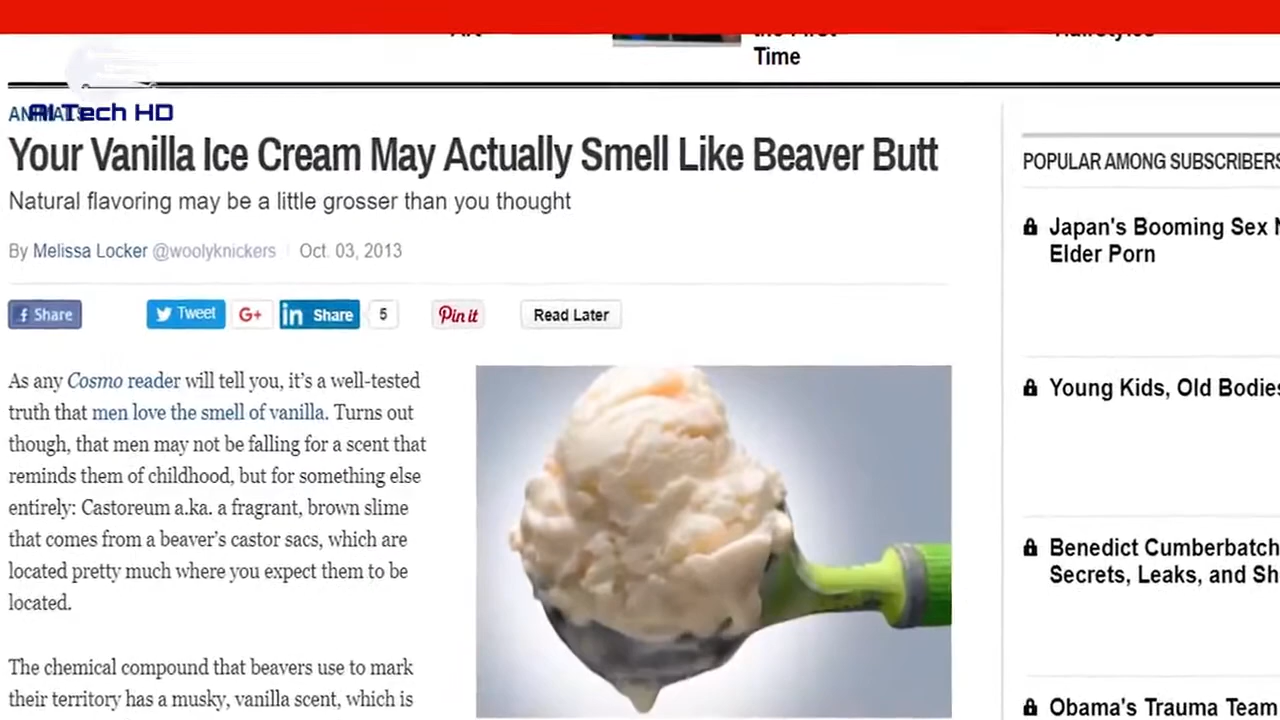 Time
ANIMALS
AI Tech HD
Your Vanilla Ice Cream May Actually Smell Like Beaver Butt
Natural flavoring may be a little grosser than you thought
By Melissa Locker @woolyknickers | Oct. 03, 2013
Share
Tweet
G+
in Share
5
Pin it
Read Later
As any Cosmo reader will tell you, it's a well-tested
truth that men love the smell of vanilla. Turns out
though, that men may not be falling for a scent that
reminds them of childhood, but for something else
entirely: Castoreum a.ka. a fragrant, brown slime
that comes from a beaver's castor sacs, which are
located pretty much where you expect them to be
located.
The chemical compound that beavers use to mark
their territory has a musky, vanilla scent, which is
POPULAR AMONG SUBSCRIBERS
Japan's Booming Sex
Elder Porn
Young Kids, Old Bodies
Benedict Cumberbatch
Secrets, Leaks, and Sh
Obama's Trauma Team